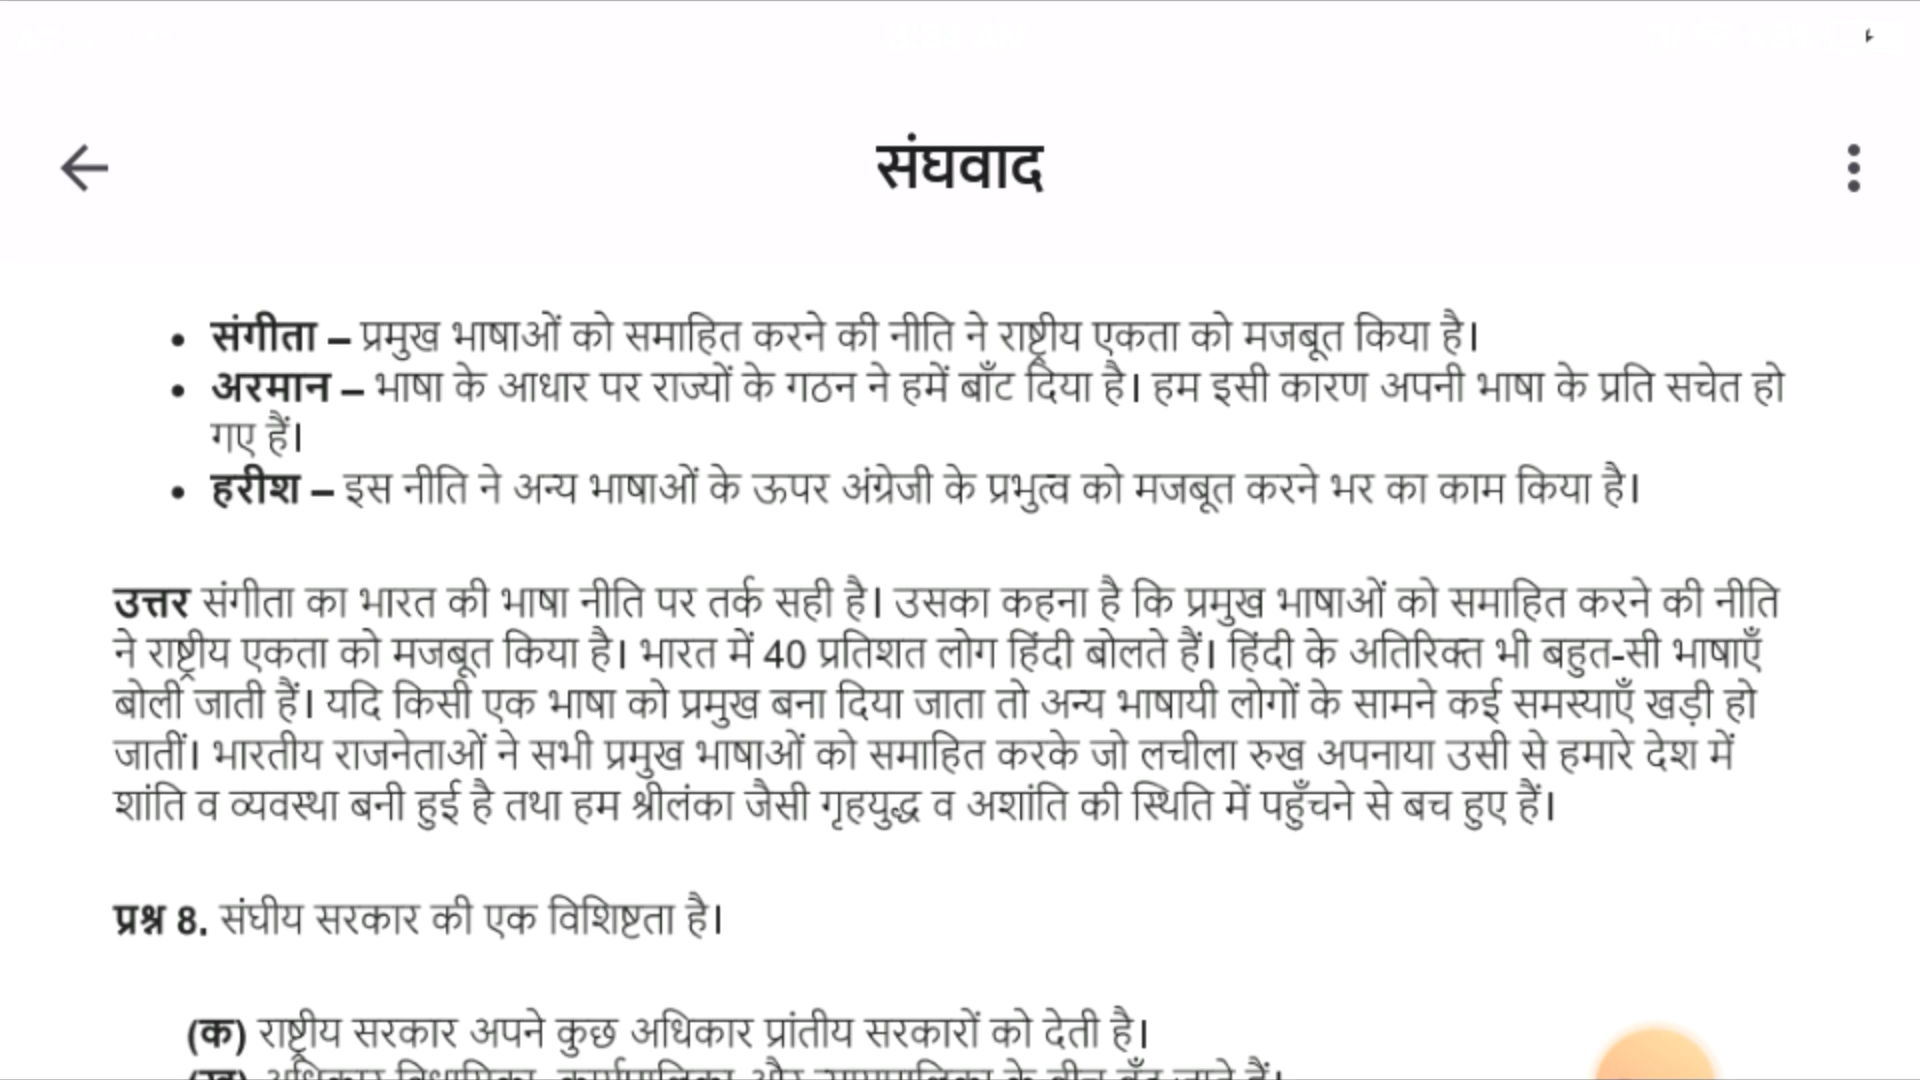 संघवाद
• संगीता – प्रमुख भाषाओं को समाहित करने की नीति ने राष्ट्रीय एकता को मजबूत किया है।
• अरमान – भाषा के आधार पर राज्यों के गठन ने हमें बाँट दिया है। हम इसी कारण अपनी भाषा के प्रति सचेत हो
गए हैं।
• हरीश – इस नीति ने अन्य भाषाओं के ऊपर अंग्रेजी के प्रभुत्व को मजबूत करने भर का काम किया है।
उत्तर संगीता का भारत की भाषा नीति पर तर्क सही है। उसका कहना है कि प्रमुख भाषाओं को समाहित करने की नीति
ने राष्ट्रीय एकता को मजबूत किया है। भारत में 40 प्रतिशत लोग हिंदी बोलते हैं। हिंदी के अतिरिक्त भी बहुत-सी भाषाएँ
बोली जाती हैं। यदि किसी एक भाषा को प्रमुख बना दिया जाता तो अन्य भाषायी लोगों के सामने कई समस्याएँ खड़ी हो
जातीं। भारतीय राजनेताओं ने सभी प्रमुख भाषाओं को समाहित करके जो लचीला रुख अपनाया उसी से हमारे देश में
शांति व व्यवस्था बनी हुई है तथा हम श्रीलंका जैसी गृहयुद्ध व अशांति की स्थिति में पहुँचने से बच हुए हैं।
प्रश्न 8. संघीय सरकार की एक विशिष्टता है।
(क) राष्ट्रीय सरकार अपने कुछ अधिकार प्रांतीय सरकारों को देती है।